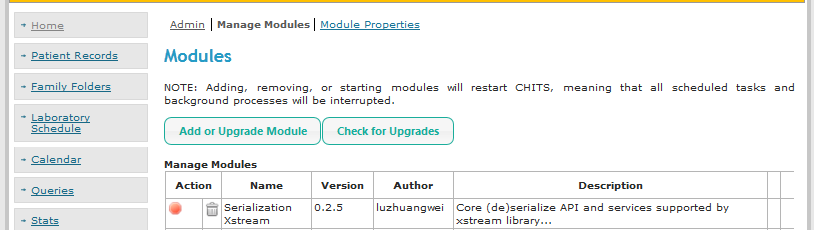 Home
Patient Records
Family Folders
Laboratory
Schedule
Calendar
Queries
Stats
Admin | Manage Modules | Module Properties
Modules
NOTE: Adding, removing, or starting modules will restart CHITS, meaning that all scheduled tasks and
background processes will be interrupted.
Add or Upgrade Module Check for Upgrades
Manage Modules
Action Name Version Author Description
Serialization 0.2.5 luzhuangwei Core (de)serialize API and services supported by
Xstream xstream library...